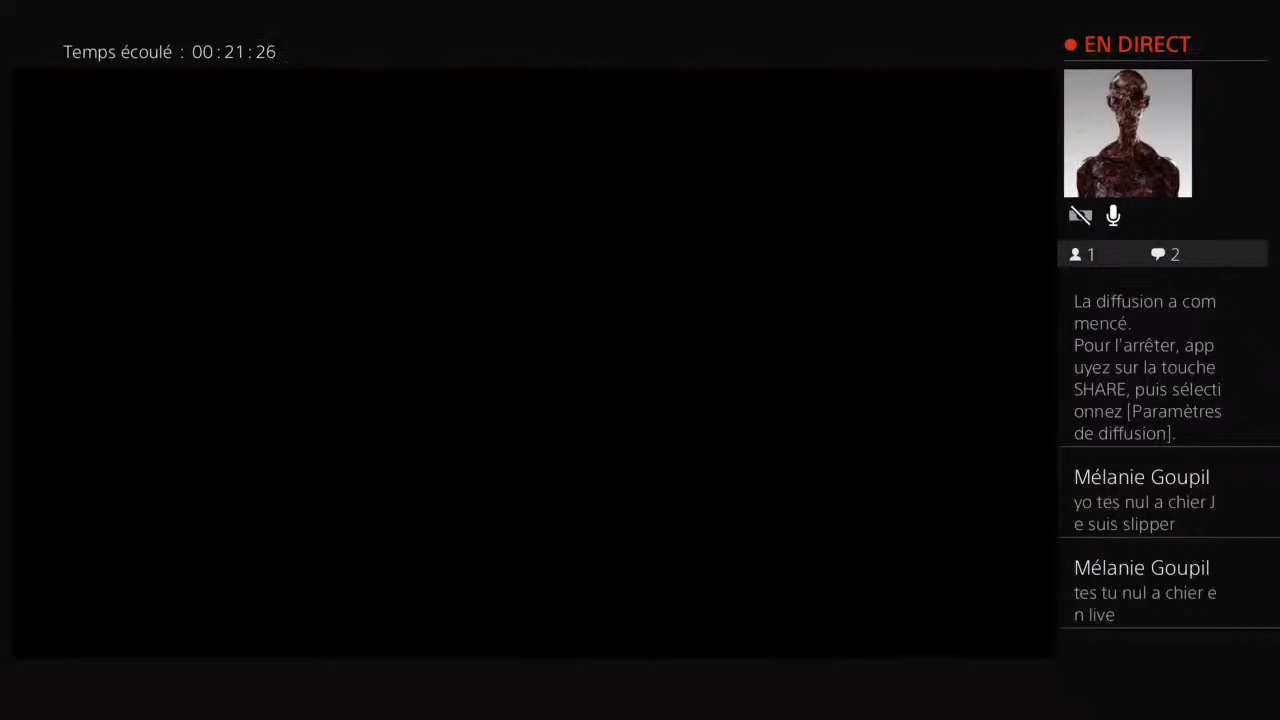 Temps écoulé : 00:21:26
EN DIRECT
1 2
La diffusion a com
mencé.
Pour l'arrêter, app
uyez sur la touche
SHARE, puis sélecti
onnez [Paramètres
de diffusion].
Mélanie Goupil
yo tes nul a chier J
e suis slipper
Mélanie Goupil
tes tu nul a chier e
n live